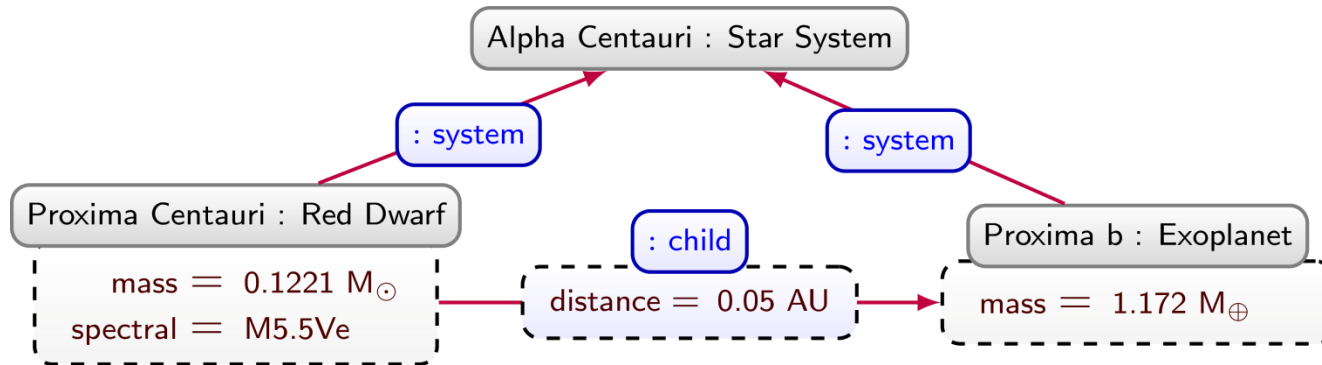 Alpha Centauri : Star System
: system
: system
Proxima Centauri : Red Dwarf
mass = 0.1221 M☉
spectral = M5.5Ve
: child
distance = 0.05 AU
Proxima b : Exoplanet
mass = 1.172 M⊕